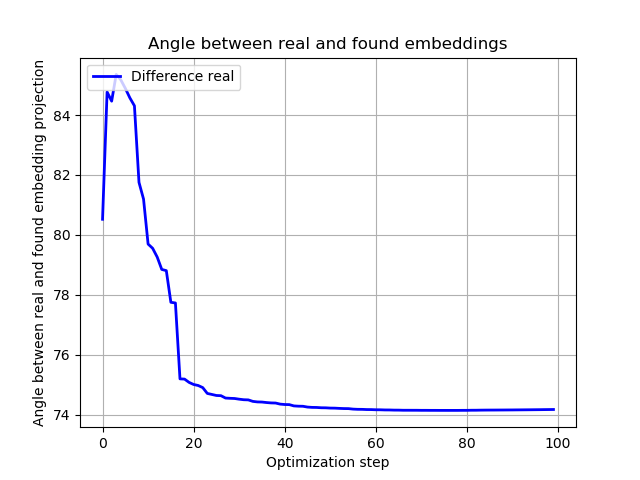 Angle between real and found embeddings
Difference real
Angle between real and found embedding projection
84
82
80
78
76
74
0 20 40 60 80 100
Optimization step